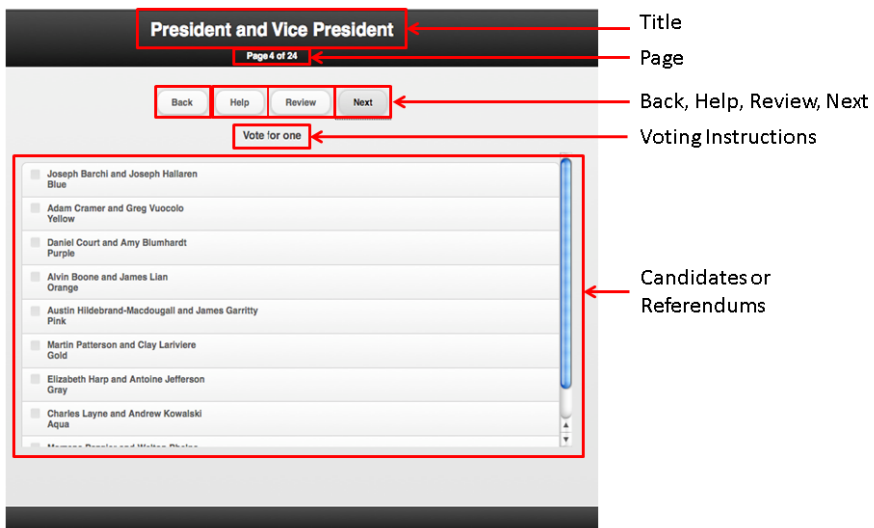 President and Vice President
Title
Page 4 of 24
Page
Back
Help
Review
Next
Back, Help, Review, Next
Vote for one
Voting Instructions
Joseph Barchi and Joseph Hallaren
Blue
Adam Cramer and Greg Vuocolo
Yellow
Daniel Court and Amy Blumhardt
Purple
Alvin Boone and James Lian
Orange
Austin Hildebrand-Macdougall and James Garritty
Pink
Martin Patterson and Clay Lariviere
Gold
Elizabeth Harp and Antoine Jefferson
Gray
Charles Layne and Andrew Kowalski
Aqua
Candidates or
Referendums